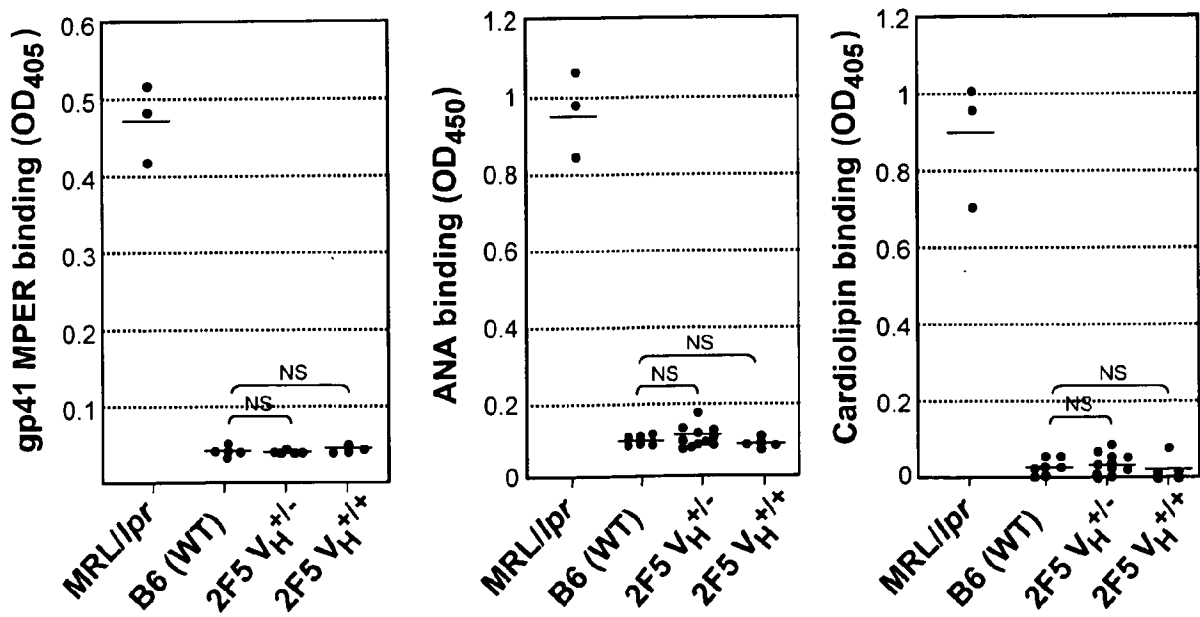 gp41 MPER binding (OD405)
0.6
0.5
0.4
0.3
0.2
0.1
NS
NS
MRL/lpr
B6 (WT)
2F5 VH+/-
2F5 VH+/+
ANA binding (OD450)
1.2
1
0.8
0.6
0.4
0.2
0
NS
NS
MRL/lpr
B6 (WT)
2F5 VH+/-
2F5 VH+/+
Cardiolipin binding (OD405)
1.2
1
0.8
0.6
0.4
0.2
0
NS
NS
MRL/lpr
B6 (WT)
2F5 VH+/-
2F5 VH+/+